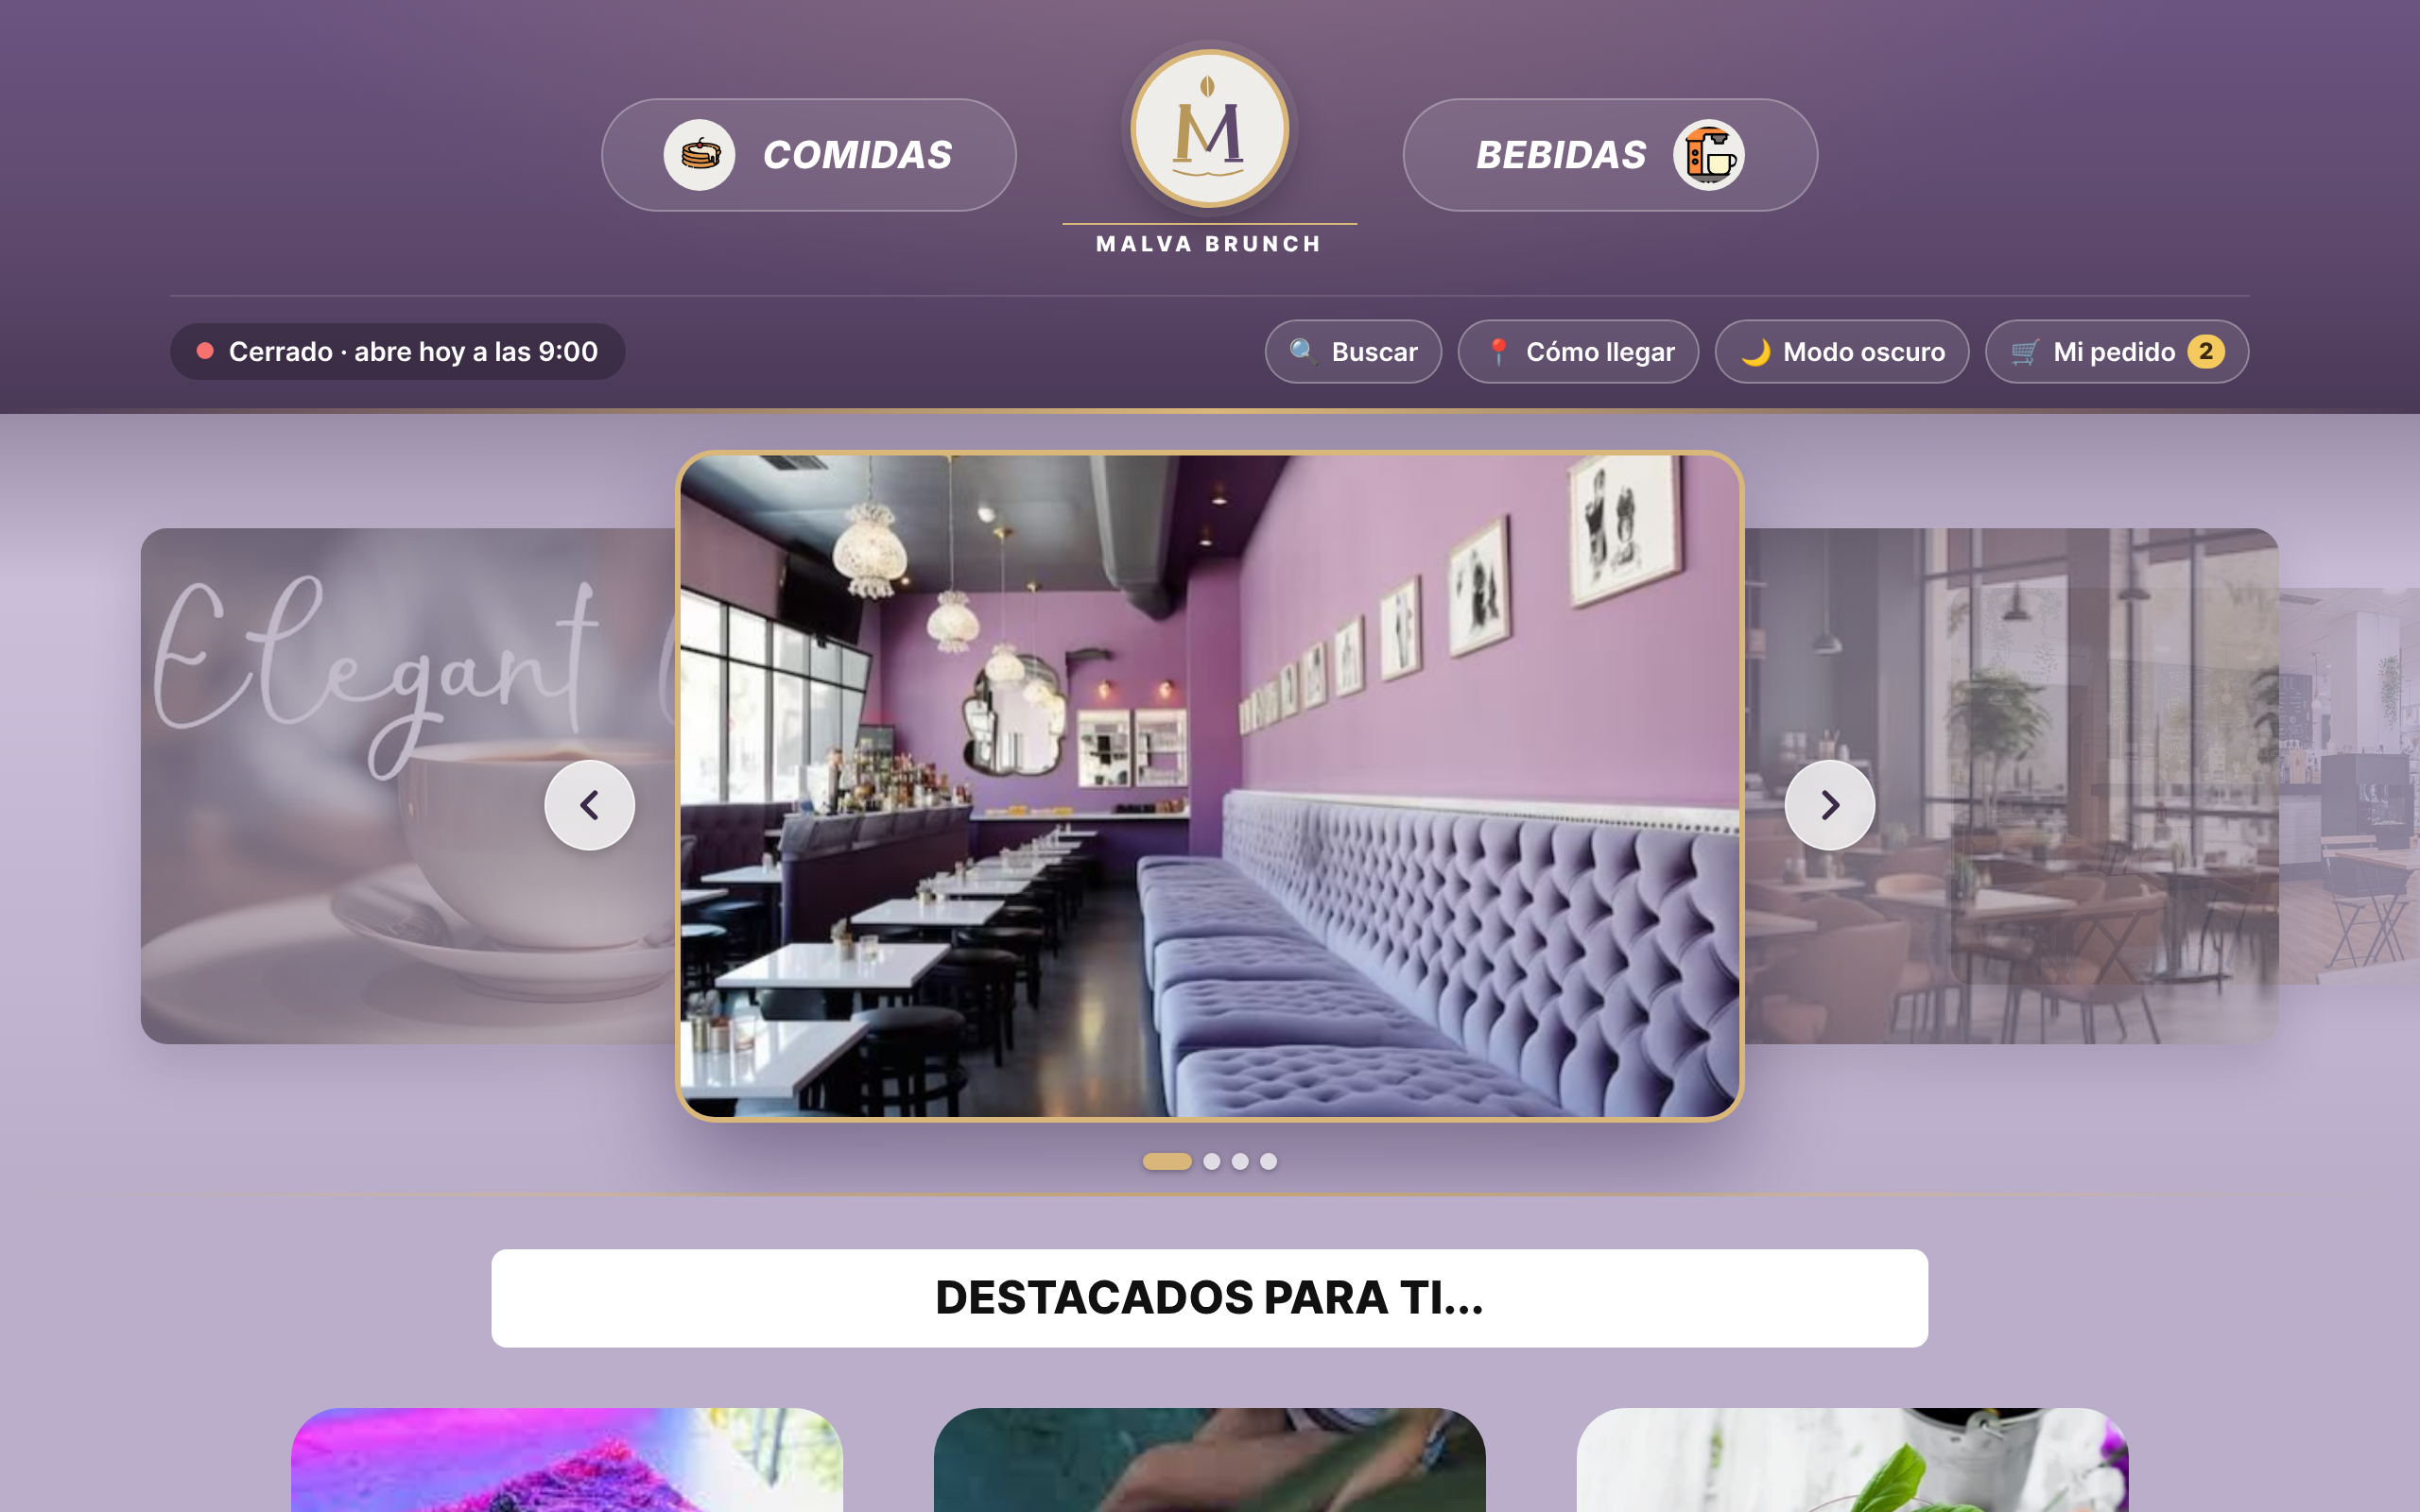 COMIDAS
M
MALVA BRUNCH
BEBIDAS
Cerrado · abre hoy a las 9:00
Buscar
Cómo llegar
Modo oscuro
Mi pedido 2
Elegant
DESTACADOS PARA TI...